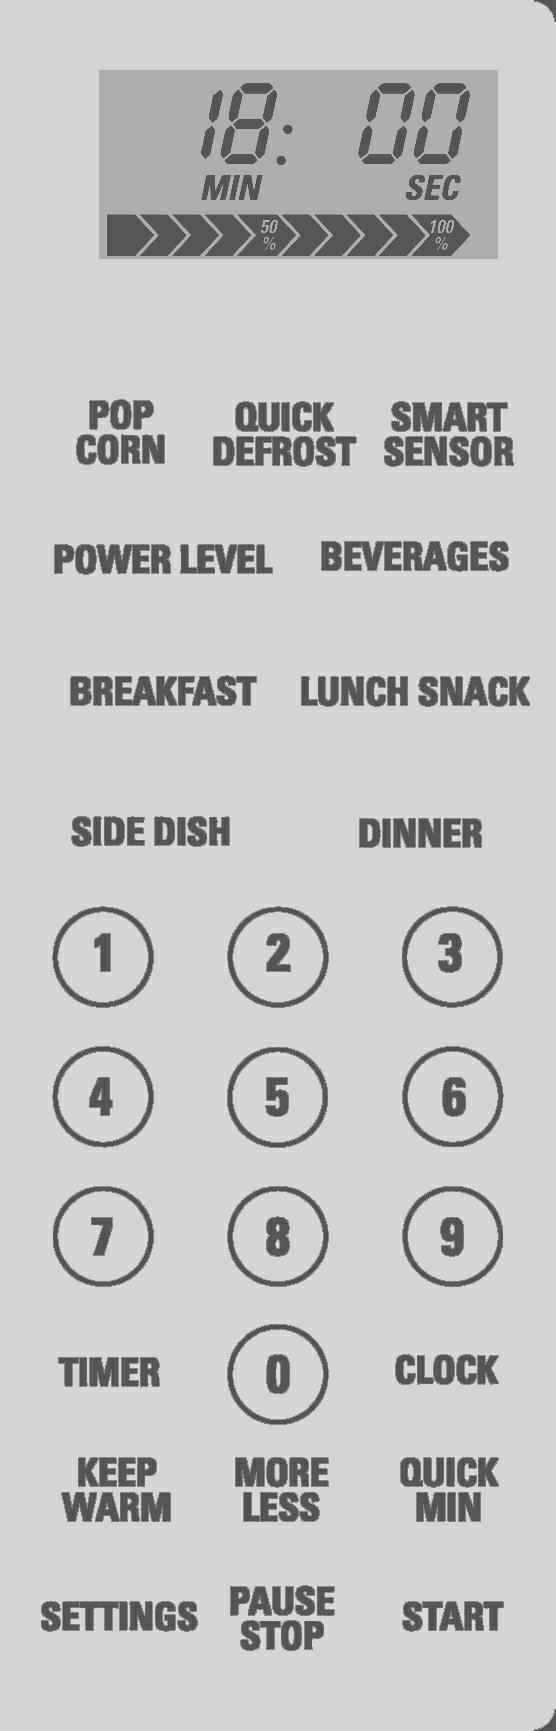 18: 00
MIN SEC
50 % 100 %
POP CORN
QUICK DEFROST
SMART SENSOR
POWER LEVEL BEVERAGES
BREAKFAST LUNCH SNACK
SIDE DISH DINNER
1 2 3
4 5 6
7 8 9
TIMER 0 CLOCK
KEEP WARM
MORE LESS
QUICK MIN
SETTINGS
PAUSE STOP
START